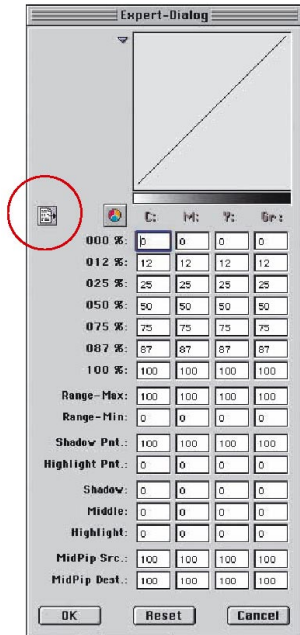 Expert-Dialog
C: M: Y: Gr:
000 %: 0 0 0 0
012 %: 12 12 12 12
025 %: 25 25 25 25
050 %: 50 50 50 50
075 %: 75 75 75 75
087 %: 87 87 87 87
100 %: 100 100 100 100
Range-Max: 100 100 100 100
Range-Min: 0 0 0 0
Shadow Pnt.: 100 100 100 100
Highlight Pnt.: 0 0 0 0
Shadow: 0 0 0 0
Middle: 0 0 0 0
Highlight: 0 0 0 0
MidPip Src.: 100 100 100 100
MidPip Dest.: 100 100 100 100
OK Reset Cancel